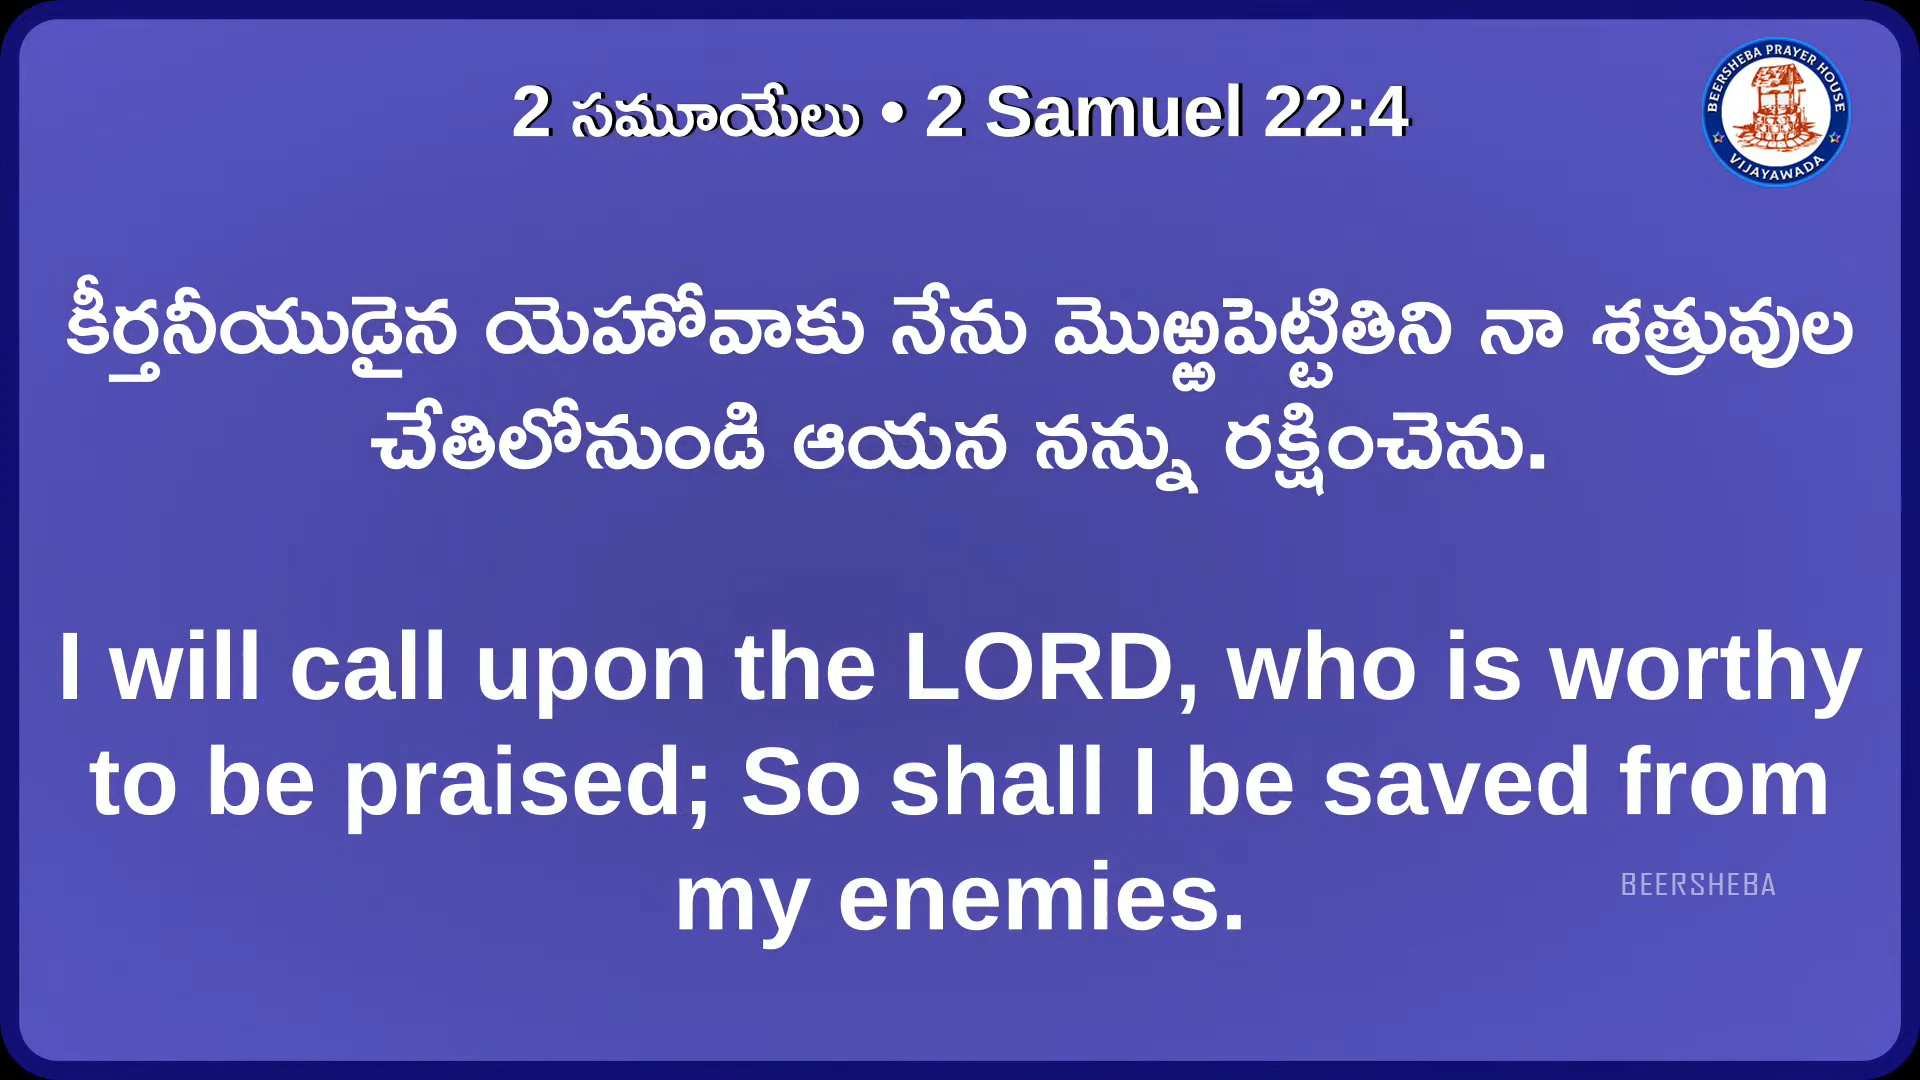 2 సమూయేలు • 2 Samuel 22:4
BEERSHEBA PRAYER HOUSE
VIJAYAWADA
కీర్తనీయుడైన యెహోవాకు నేను మొఱ్ఱపెట్టితిని నా శత్రువుల
చేతిలోనుండి ఆయన నన్ను రక్షించెను.
I will call upon the LORD, who is worthy
to be praised; So shall I be saved from
my enemies.
BEERSHEBA